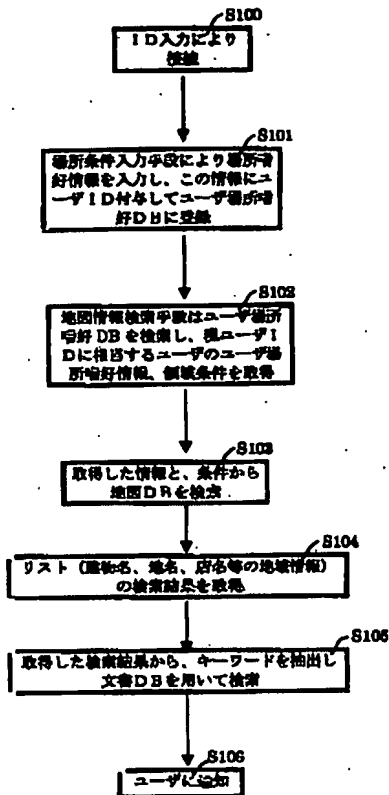 S100
ID入力により
接続
S101
場所条件入力手段により場所嗜
好情報を入力し、この情報にユ
ーザID付与してユーザ場所嗜
好DBに登録
S102
地図情報検索手段はユーザ場所
嗜好DBを検索し、現ユーザI
Dに相当するユーザのユーザ場
所嗜好情報、領域条件を取得
S103
取得した情報と、条件から
地図DBを検索
S104
リスト(建物名、地名、店名等の地域情報)
の検索結果を取得
S105
取得した検索結果から、キーワードを抽出し
文書DBを用いて検索
S106
ユーザに通知